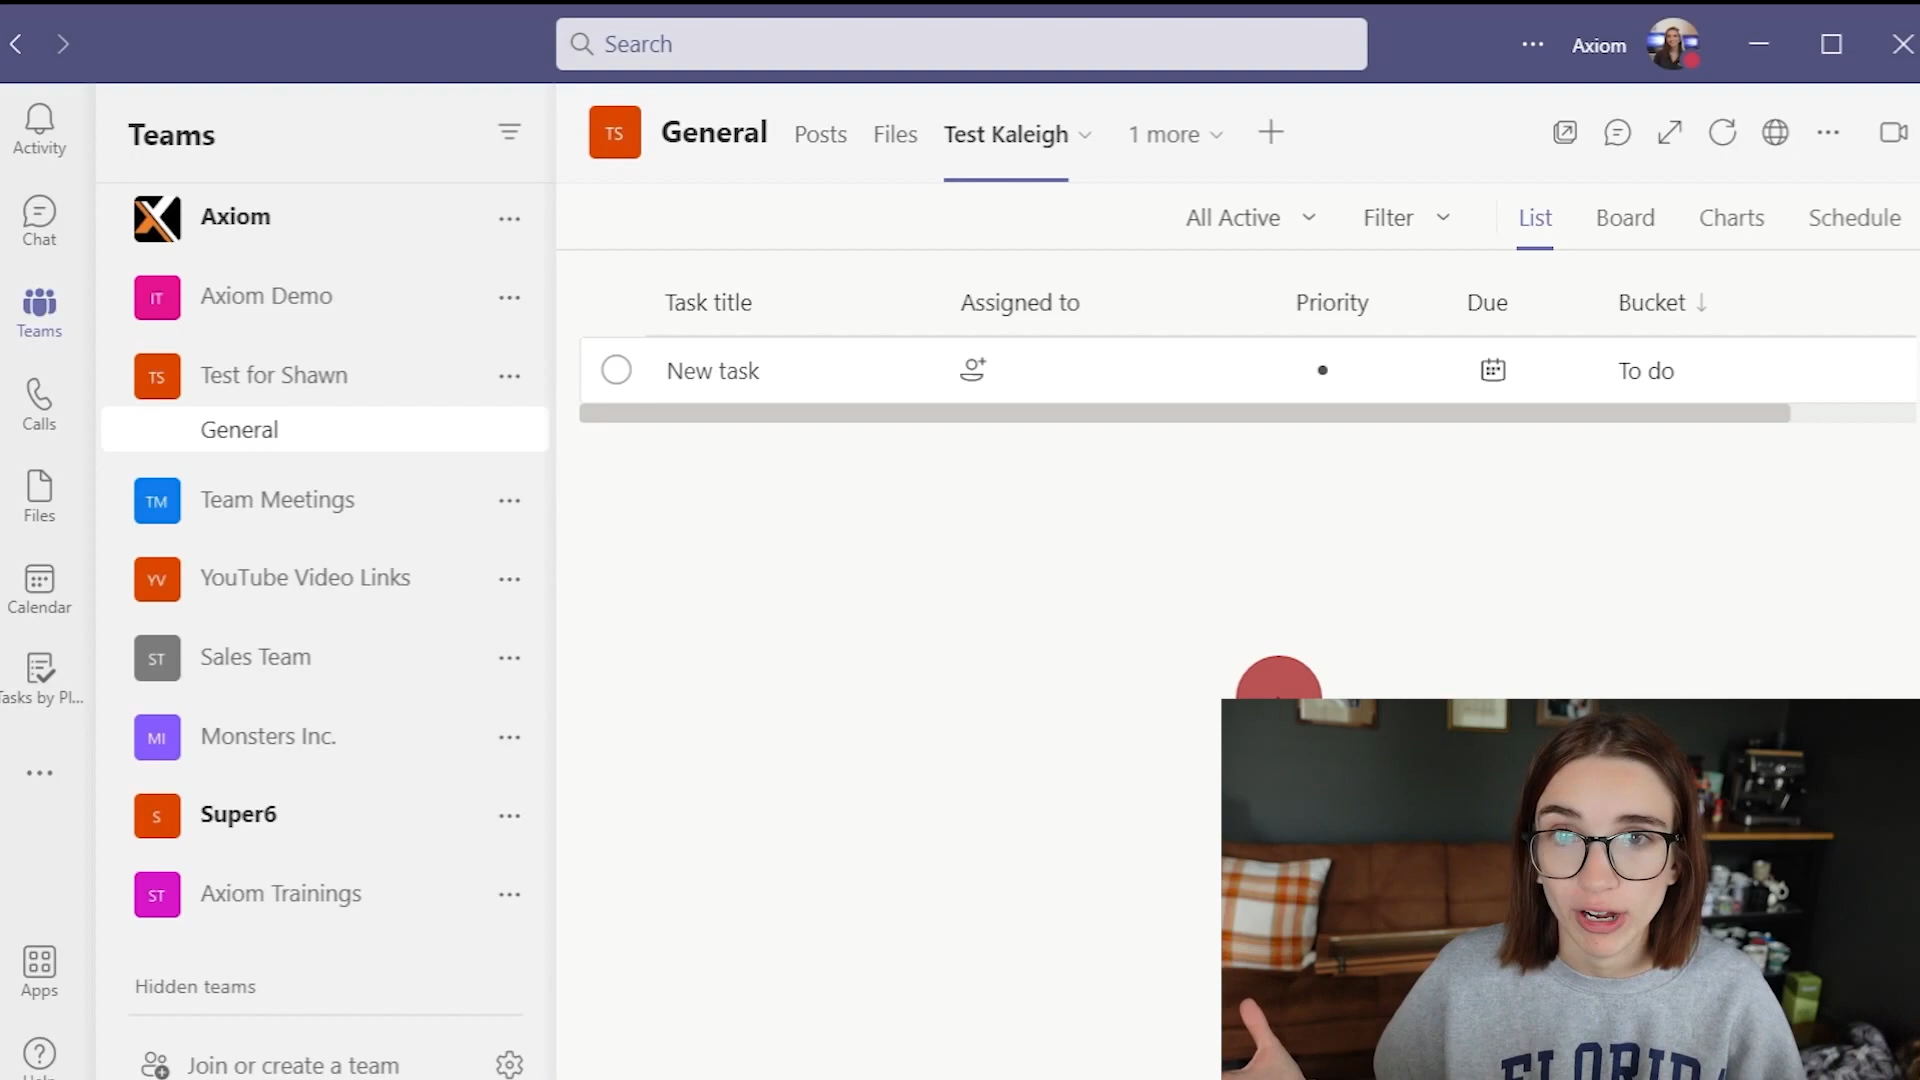 Search
Axiom
Activity
Chat
Teams
Calls
Files
Calendar
Tasks by Pl...
Apps
Teams
Axiom
IT
Axiom Demo
TS
Test for Shawn
General
TM
Team Meetings
YV
YouTube Video Links
ST
Sales Team
MI
Monsters Inc.
S
Super6
ST
Axiom Trainings
Hidden teams
Join or create a team
TS
General
Posts
Files
Test Kaleigh
1 more
All Active
Filter
List
Board
Charts
Schedule
Task title
Assigned to
Priority
Due
Bucket
New task
To do